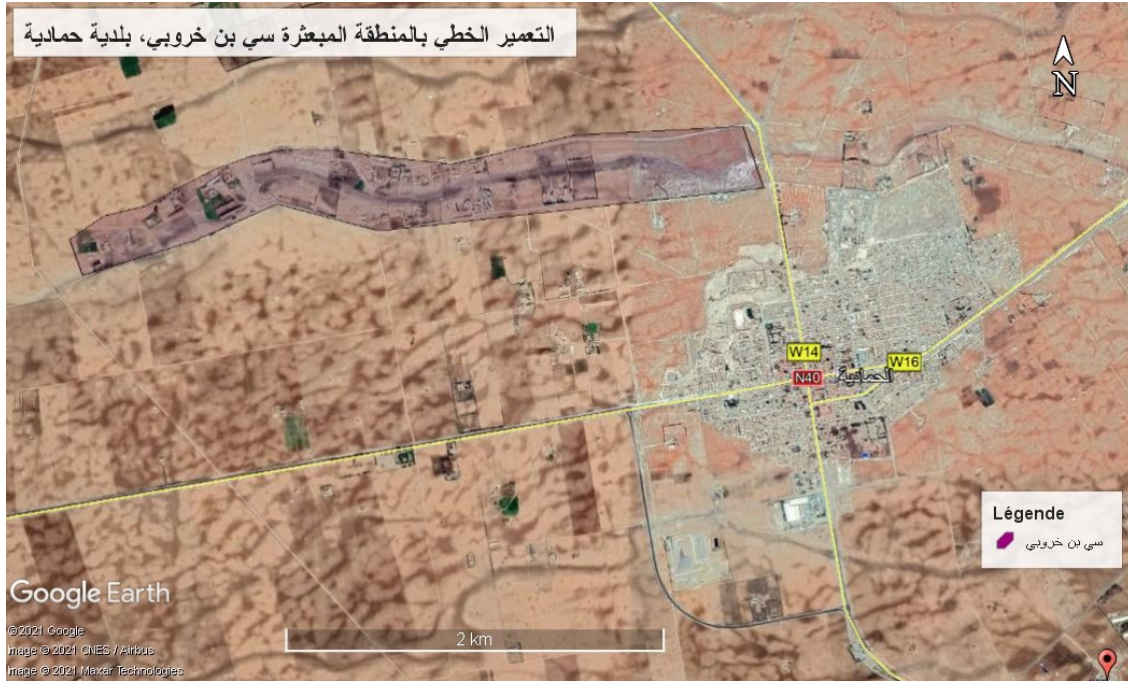 التعمير الخطي بالمنطقة المبعثرة سي بن خروبي، بلدية حمادية
N
W14
W16
N40
الحمادية
Légende
سي بن خروبي
Google Earth
© 2021 Google
Image © 2021 CNES / Airbus
Image © 2021 Maxar Technologies
2 km